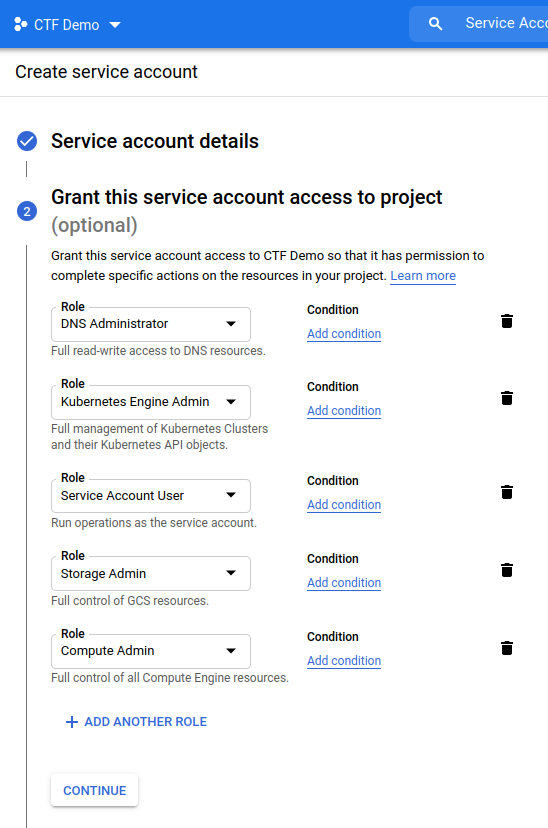 CTF Demo
Service Acco
Create service account
Service account details
2
Grant this service account access to project
(optional)
Grant this service account access to CTF Demo so that it has permission to
complete specific actions on the resources in your project. Learn more
Role
DNS Administrator
Full read-write access to DNS resources.
Condition
Add condition
Role
Kubernetes Engine Admin
Full management of Kubernetes Clusters
and their Kubernetes API objects.
Condition
Add condition
Role
Service Account User
Run operations as the service account.
Condition
Add condition
Role
Storage Admin
Full control of GCS resources.
Condition
Add condition
Role
Compute Admin
Full control of all Compute Engine resources.
Condition
Add condition
ADD ANOTHER ROLE
CONTINUE